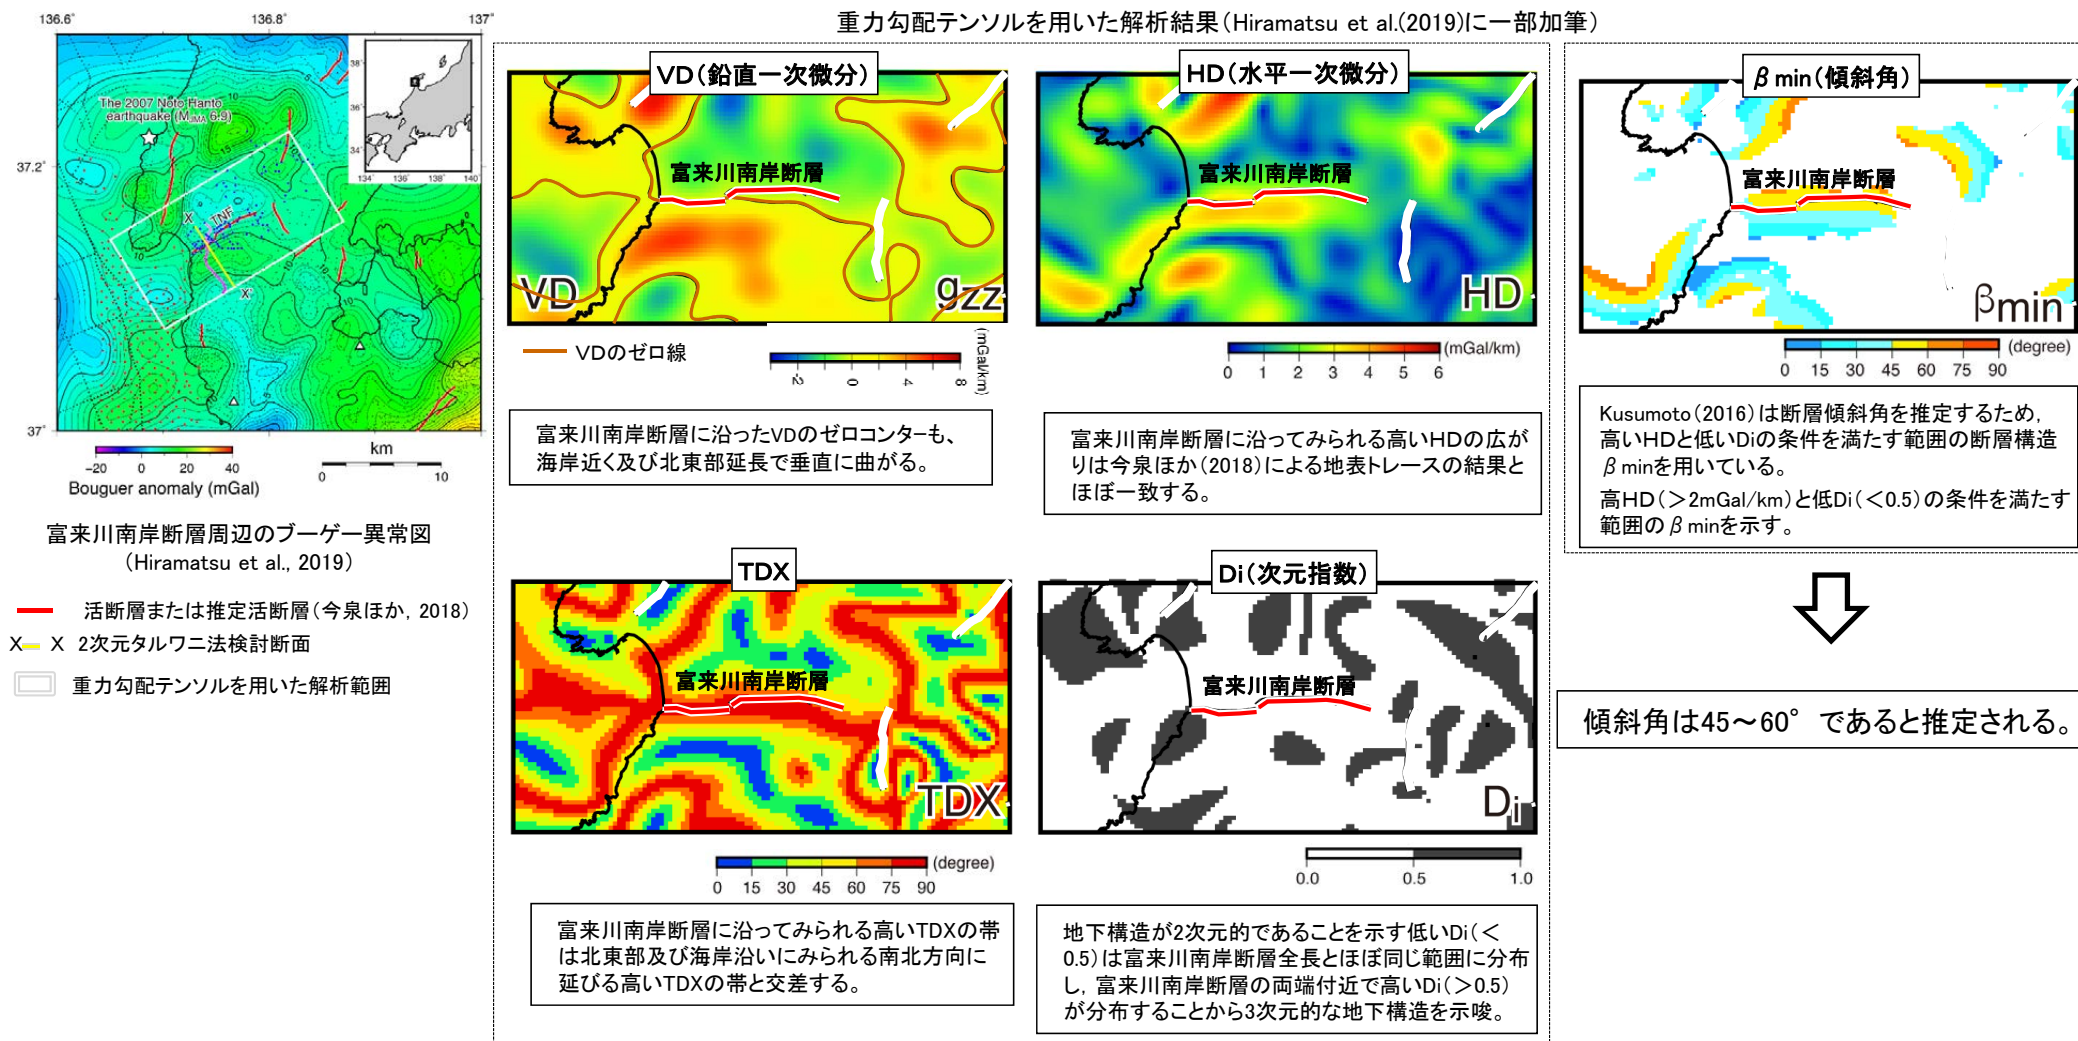 重力勾配テンソルを用いた解析結果(Hiramatsu et al.(2019)に一部加筆)
136.6° 136.8° 137°
37.2°
37°
The 2007 Noto Hanto
earthquake (MJMA 6.9)
X TNF
X'
38°
36°
34°
134° 136° 138° 140°
−20 0 20 40
Bouguer anomaly (mGal)
km
0 10
富来川南岸断層周辺のブーゲー異常図
(Hiramatsu et al., 2019)
活断層または推定活断層(今泉ほか, 2018)
X X 2次元タルワニ法検討断面
重力勾配テンソルを用いた解析範囲
VD(鉛直一次微分)
富来川南岸断層
VD gzz
VDのゼロ線
-2 0 4 8
(mGal/km)
富来川南岸断層に沿ったVDのゼロコンターも、
海岸近く及び北東部延長で垂直に曲がる。
HD(水平一次微分)
富来川南岸断層
HD
(mGal/km)
0 1 2 3 4 5 6
富来川南岸断層に沿ってみられる高いHDの広が
りは今泉ほか(2018)による地表トレースの結果と
ほぼ一致する。
TDX
富来川南岸断層
TDX
(degree)
0 15 30 45 60 75 90
富来川南岸断層に沿ってみられる高いTDXの帯
は北東部及び海岸沿いにみられる南北方向に
延びる高いTDXの帯と交差する。
Di(次元指数)
富来川南岸断層
Di
0.0 0.5 1.0
地下構造が2次元的であることを示す低いDi(<
0.5)は富来川南岸断層全長とほぼ同じ範囲に分布
し, 富来川南岸断層の両端付近で高いDi(>0.5)
が分布することから3次元的な地下構造を示唆。
βmin(傾斜角)
富来川南岸断層
βmin
(degree)
0 15 30 45 60 75 90
Kusumoto(2016)は断層傾斜角を推定するため,
高いHDと低いDiの条件を満たす範囲の断層構造
βminを用いている。
高HD(>2mGal/km)と低Di(<0.5)の条件を満たす
範囲のβminを示す。
傾斜角は45~60°であると推定される。